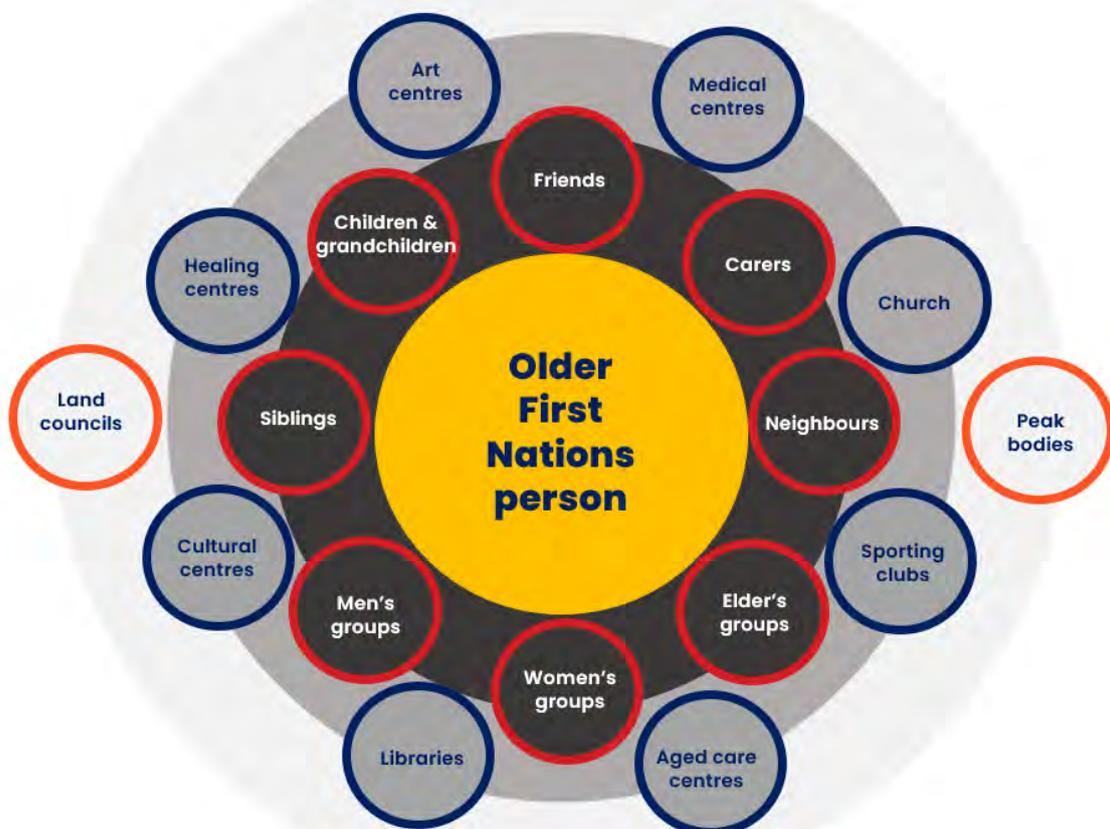 Art
centres
Medical
centres
Friends
Children &
grandchildren
Carers
Healing
centres
Church
Older
First
Nations
person
Land
councils
Siblings
Neighbours
Peak
bodies
Cultural
centres
Sporting
clubs
Men's
groups
Elder's
groups
Women's
groups
Libraries
Aged care
centres